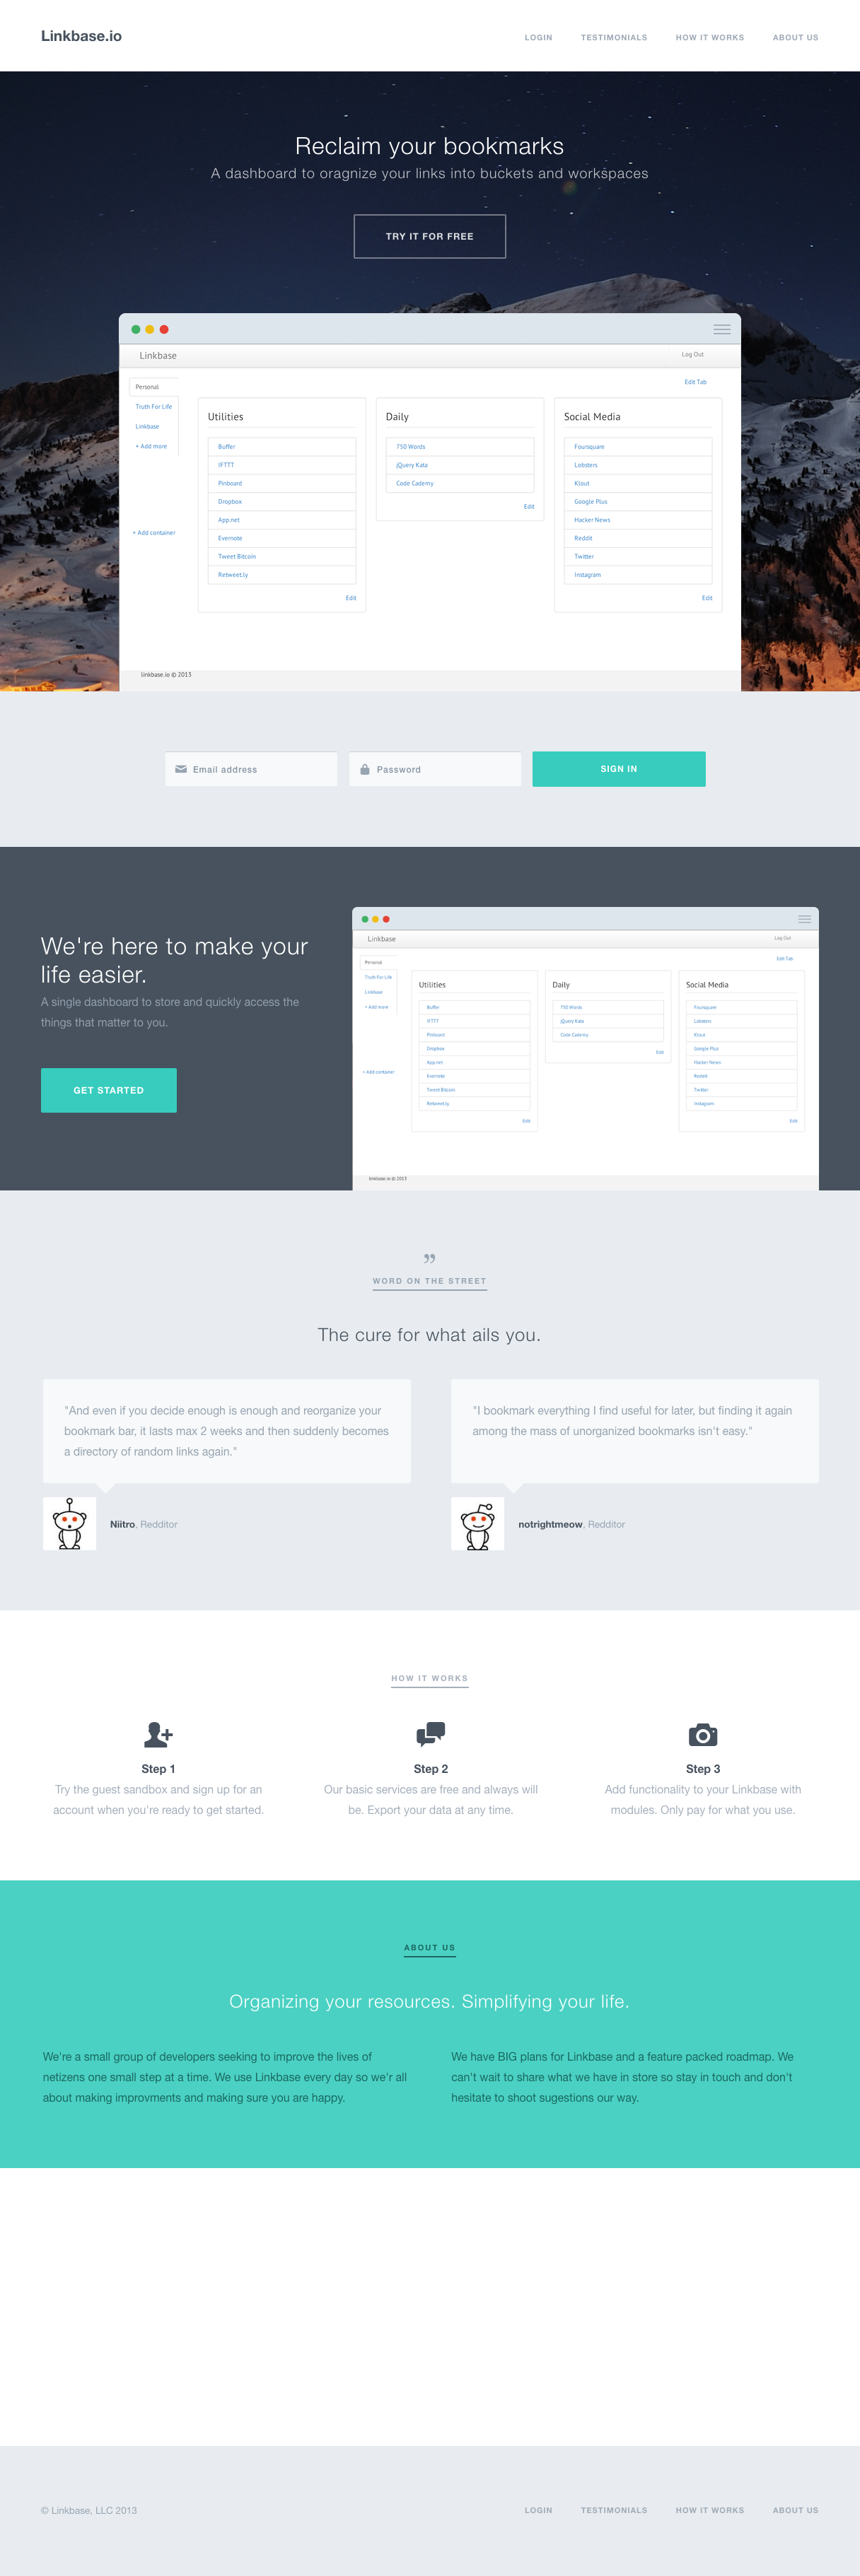 Linkbase.io
LOGIN TESTIMONIALS HOW IT WORKS ABOUT US
Reclaim your bookmarks
A dashboard to oragnize your links into buckets and workspaces
TRY IT FOR FREE
Linkbase
Log Out
Edit Tab
Personal
Truth For Life
Linkbase
+ Add more
+ Add container
Utilities
Buffer
IFTTT
Pinboard
Dropbox
App.net
Evernote
Tweet Bitcoin
Retweet.ly
Edit
Daily
750 Words
jQuery Kata
Code Cademy
Edit
Social Media
Foursquare
Lobsters
Klout
Google Plus
Hacker News
Reddit
Twitter
Instagram
Edit
linkbase.io © 2013
Email address
Password
SIGN IN
We're here to make your
life easier.
A single dashboard to store and quickly access the
things that matter to you.
GET STARTED
Linkbase
Log Out
Edit Tab
Personal
Truth For Life
Linkbase
+ Add more
+ Add container
Utilities
Buffer
IFTTT
Pinboard
Dropbox
App.net
Evernote
Tweet Bitcoin
Retweet.ly
Edit
Daily
750 Words
jQuery Kata
Code Cademy
Edit
Social Media
Foursquare
Lobsters
Klout
Google Plus
Hacker News
Reddit
Twitter
Instagram
Edit
linkbase.io © 2013
”
WORD ON THE STREET
The cure for what ails you.
"And even if you decide enough is enough and reorganize your
bookmark bar, it lasts max 2 weeks and then suddenly becomes
a directory of random links again."
Niitro, Redditor
"I bookmark everything I find useful for later, but finding it again
among the mass of unorganized bookmarks isn't easy."
notrightmeow, Redditor
HOW IT WORKS
Step 1
Try the guest sandbox and sign up for an
account when you're ready to get started.
Step 2
Our basic services are free and always will
be. Export your data at any time.
Step 3
Add functionality to your Linkbase with
modules. Only pay for what you use.
ABOUT US
Organizing your resources. Simplifying your life.
We're a small group of developers seeking to improve the lives of
netizens one small step at a time. We use Linkbase every day so we'r all
about making improvments and making sure you are happy.
We have BIG plans for Linkbase and a feature packed roadmap. We
can't wait to share what we have in store so stay in touch and don't
hesitate to shoot sugestions our way.
© Linkbase, LLC 2013
LOGIN TESTIMONIALS HOW IT WORKS ABOUT US